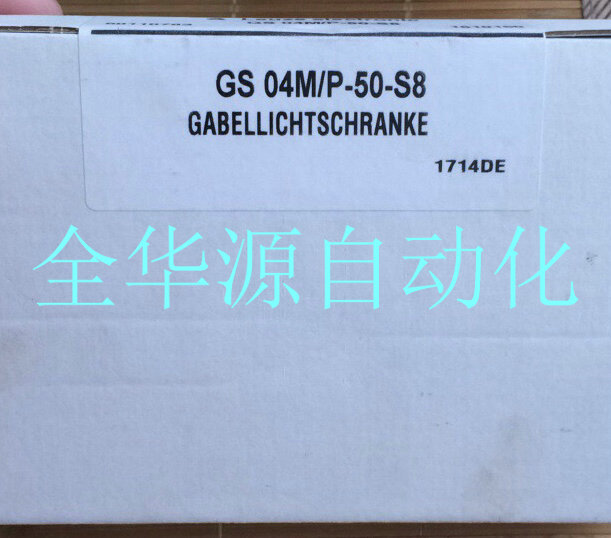 GS 04M/P-50-S8
GABELLICHTSCHRANKE
1714DE
全华源自动化